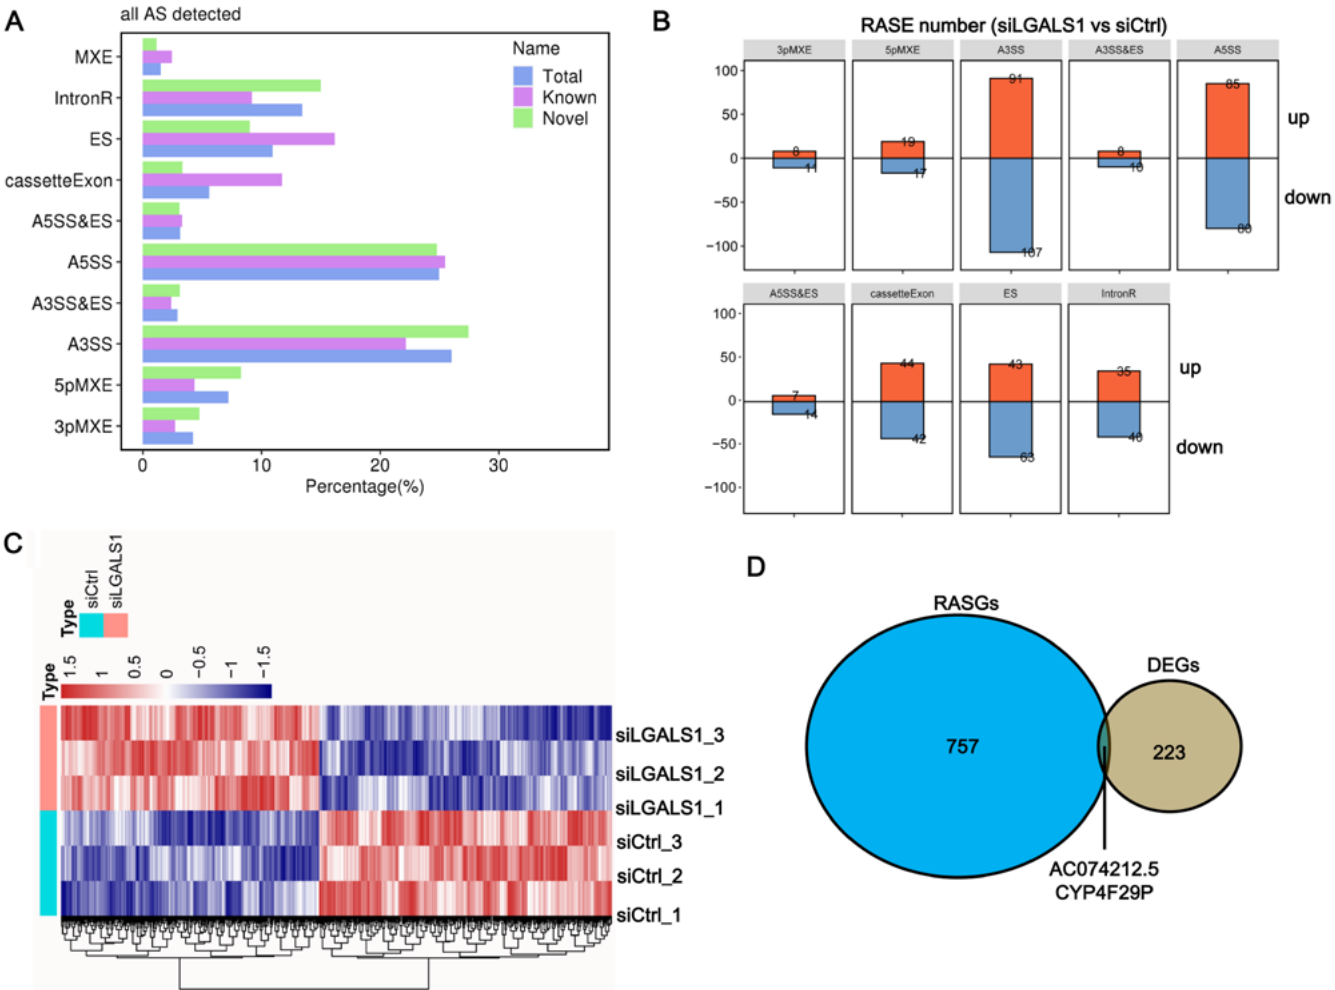 A
all AS detected
MXE
IntronR
ES
cassetteExon
A5SS&ES
A5SS
A3SS&ES
A3SS
5pMXE
3pMXE
Name
Total
Known
Novel
0
10
20
30
Percentage(%)
B
RASE number (siLGALS1 vs siCtrl)
3pMXE
5pMXE
A3SS
A3SS&ES
A5SS
100
50
0
−50
−100
8
11
19
17
91
107
8
10
85
80
up
down
A5SS&ES
cassetteExon
ES
IntronR
100
50
0
−50
−100
7
14
44
42
43
63
35
40
up
down
C
Type
siCtrl
siLGALS1
Type
1.5
1
0.5
0
−0.5
−1
−1.5
siLGALS1_3
siLGALS1_2
siLGALS1_1
siCtrl_3
siCtrl_2
siCtrl_1
D
RASGs
DEGs
757
223
AC074212.5
CYP4F29P